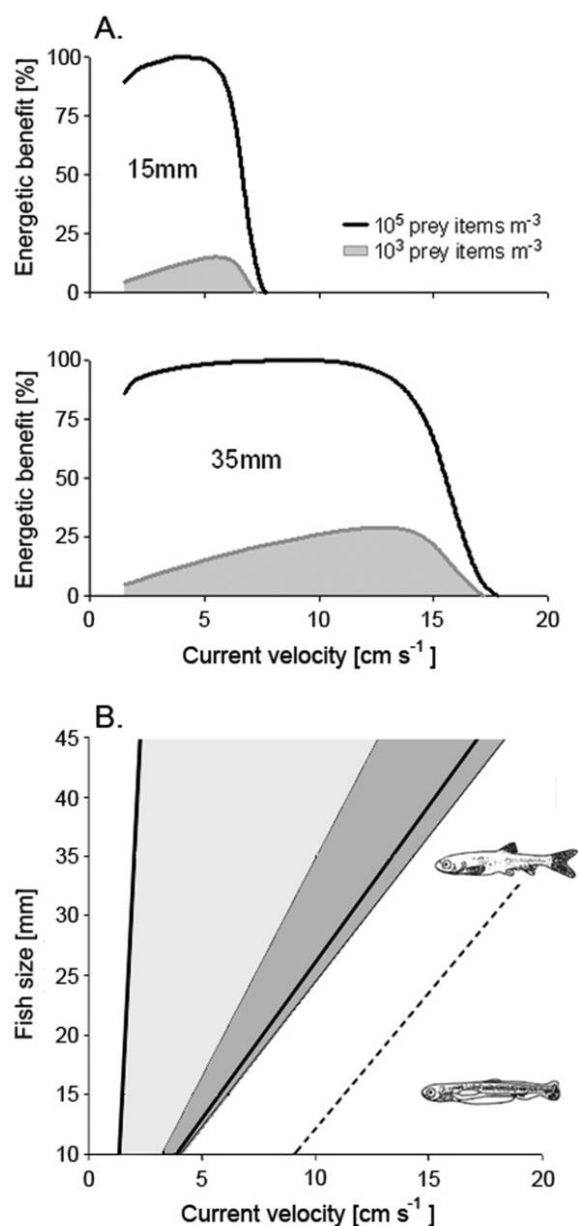 A.
Energetic benefit [%]
100
75
50
25
0
15mm
10⁵ prey items m⁻³
10³ prey items m⁻³
Energetic benefit [%]
100
75
50
25
0
35mm
0 5 10 15 20
Current velocity [cm s⁻¹ ]
B.
Fish size [mm]
45
40
35
30
25
20
15
10
0 5 10 15 20
Current velocity [cm s⁻¹ ]